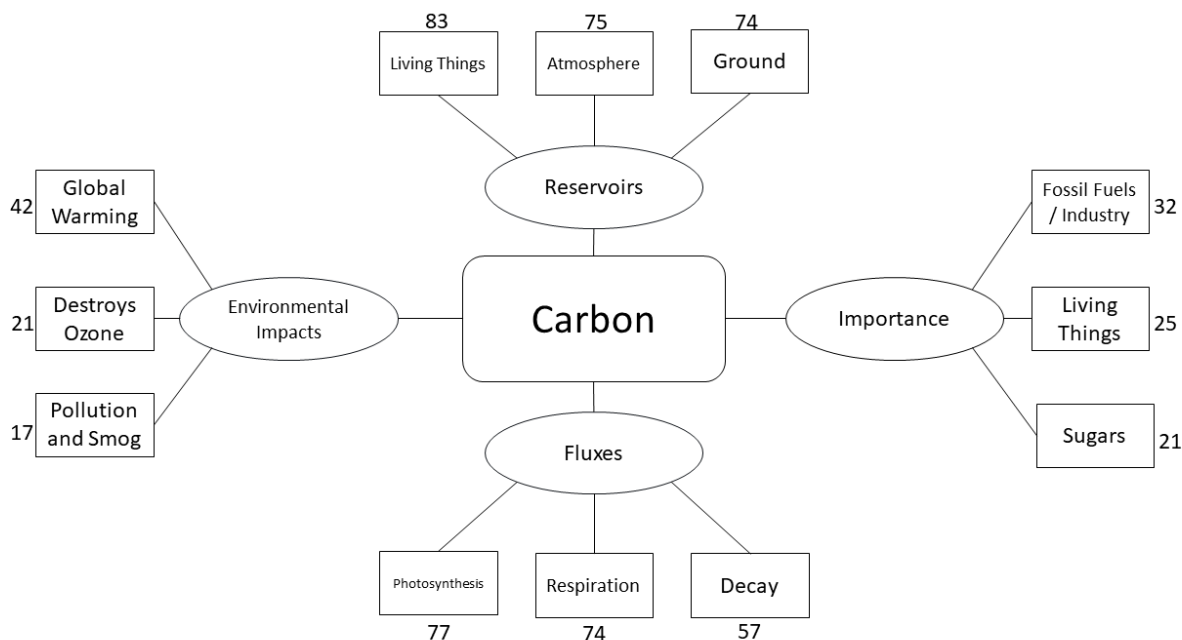 83
75
74
Living Things
Atmosphere
Ground
Reservoirs
42
Global
Warming
Fossil Fuels
/ Industry
32
21
Destroys
Ozone
Environmental
Impacts
Carbon
Importance
Living
Things
25
17
Pollution
and Smog
Sugars
21
Fluxes
Photosynthesis
Respiration
Decay
77
74
57